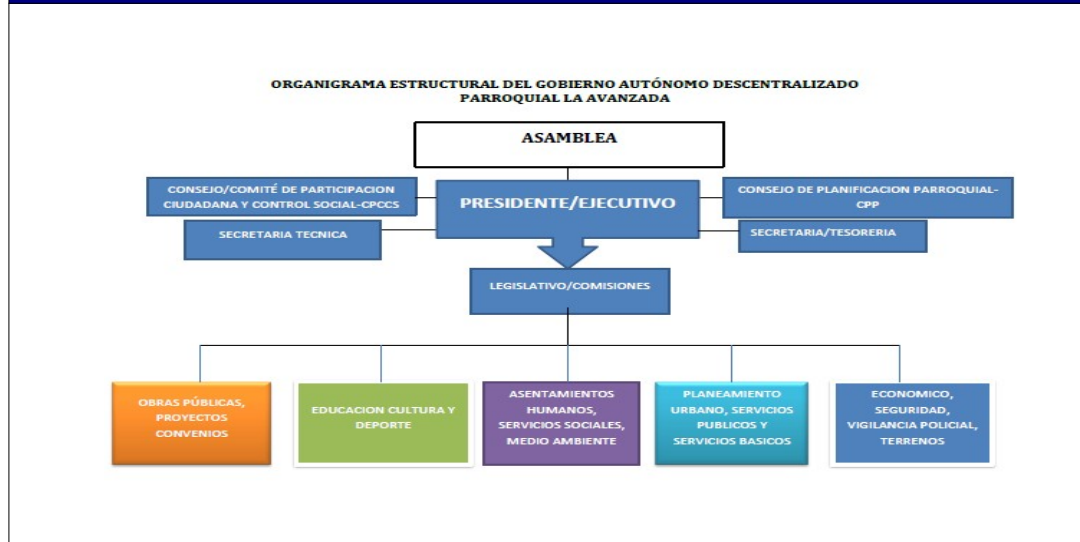 ORGANIGRAMA ESTRUCTURAL DEL GOBIERNO AUTÓNOMO DESCENTRALIZADO
PARROQUIAL LA AVANZADA
ASAMBLEA
CONSEJO/COMITÉ DE PARTICIPACION
CIUDADANA Y CONTROL SOCIAL-CPCCS
PRESIDENTE/EJECUTIVO
CONSEJO DE PLANIFICACION PARROQUIAL-
CPP
SECRETARIA TECNICA
SECRETARIA/TESORERIA
LEGISLATIVO/COMISIONES
OBRAS PÚBLICAS,
PROYECTOS
CONVENIOS
EDUCACION CULTURA Y
DEPORTE
ASENTAMIENTOS
HUMANOS,
SERVICIOS SOCIALES,
MEDIO AMBIENTE
PLANEAMIENTO
URBANO, SERVICIOS
PUBLICOS Y
SERVICIOS BASICOS
ECONOMICO,
SEGURIDAD,
VIGILANCIA POLICIAL,
TERRENOS